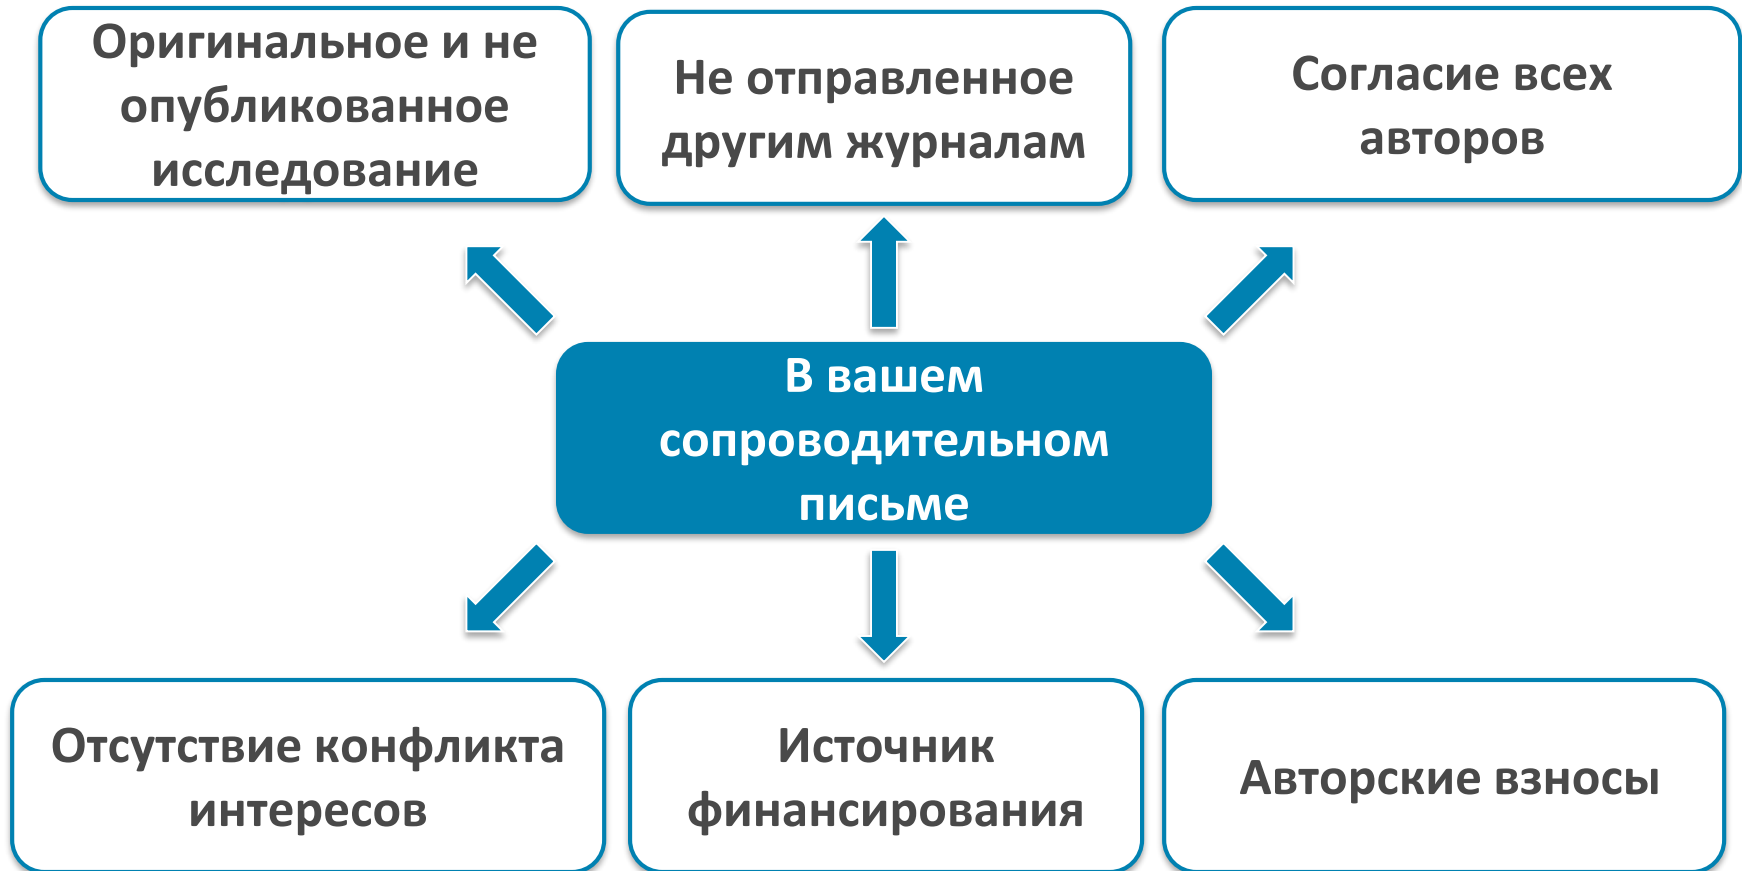 Оригинальное и не
опубликованное
исследование
Не отправленное
другим журналам
Согласие всех
авторов
В вашем
сопроводительном
письме
Отсутствие конфликта
интересов
Источник
финансирования
Авторские взносы